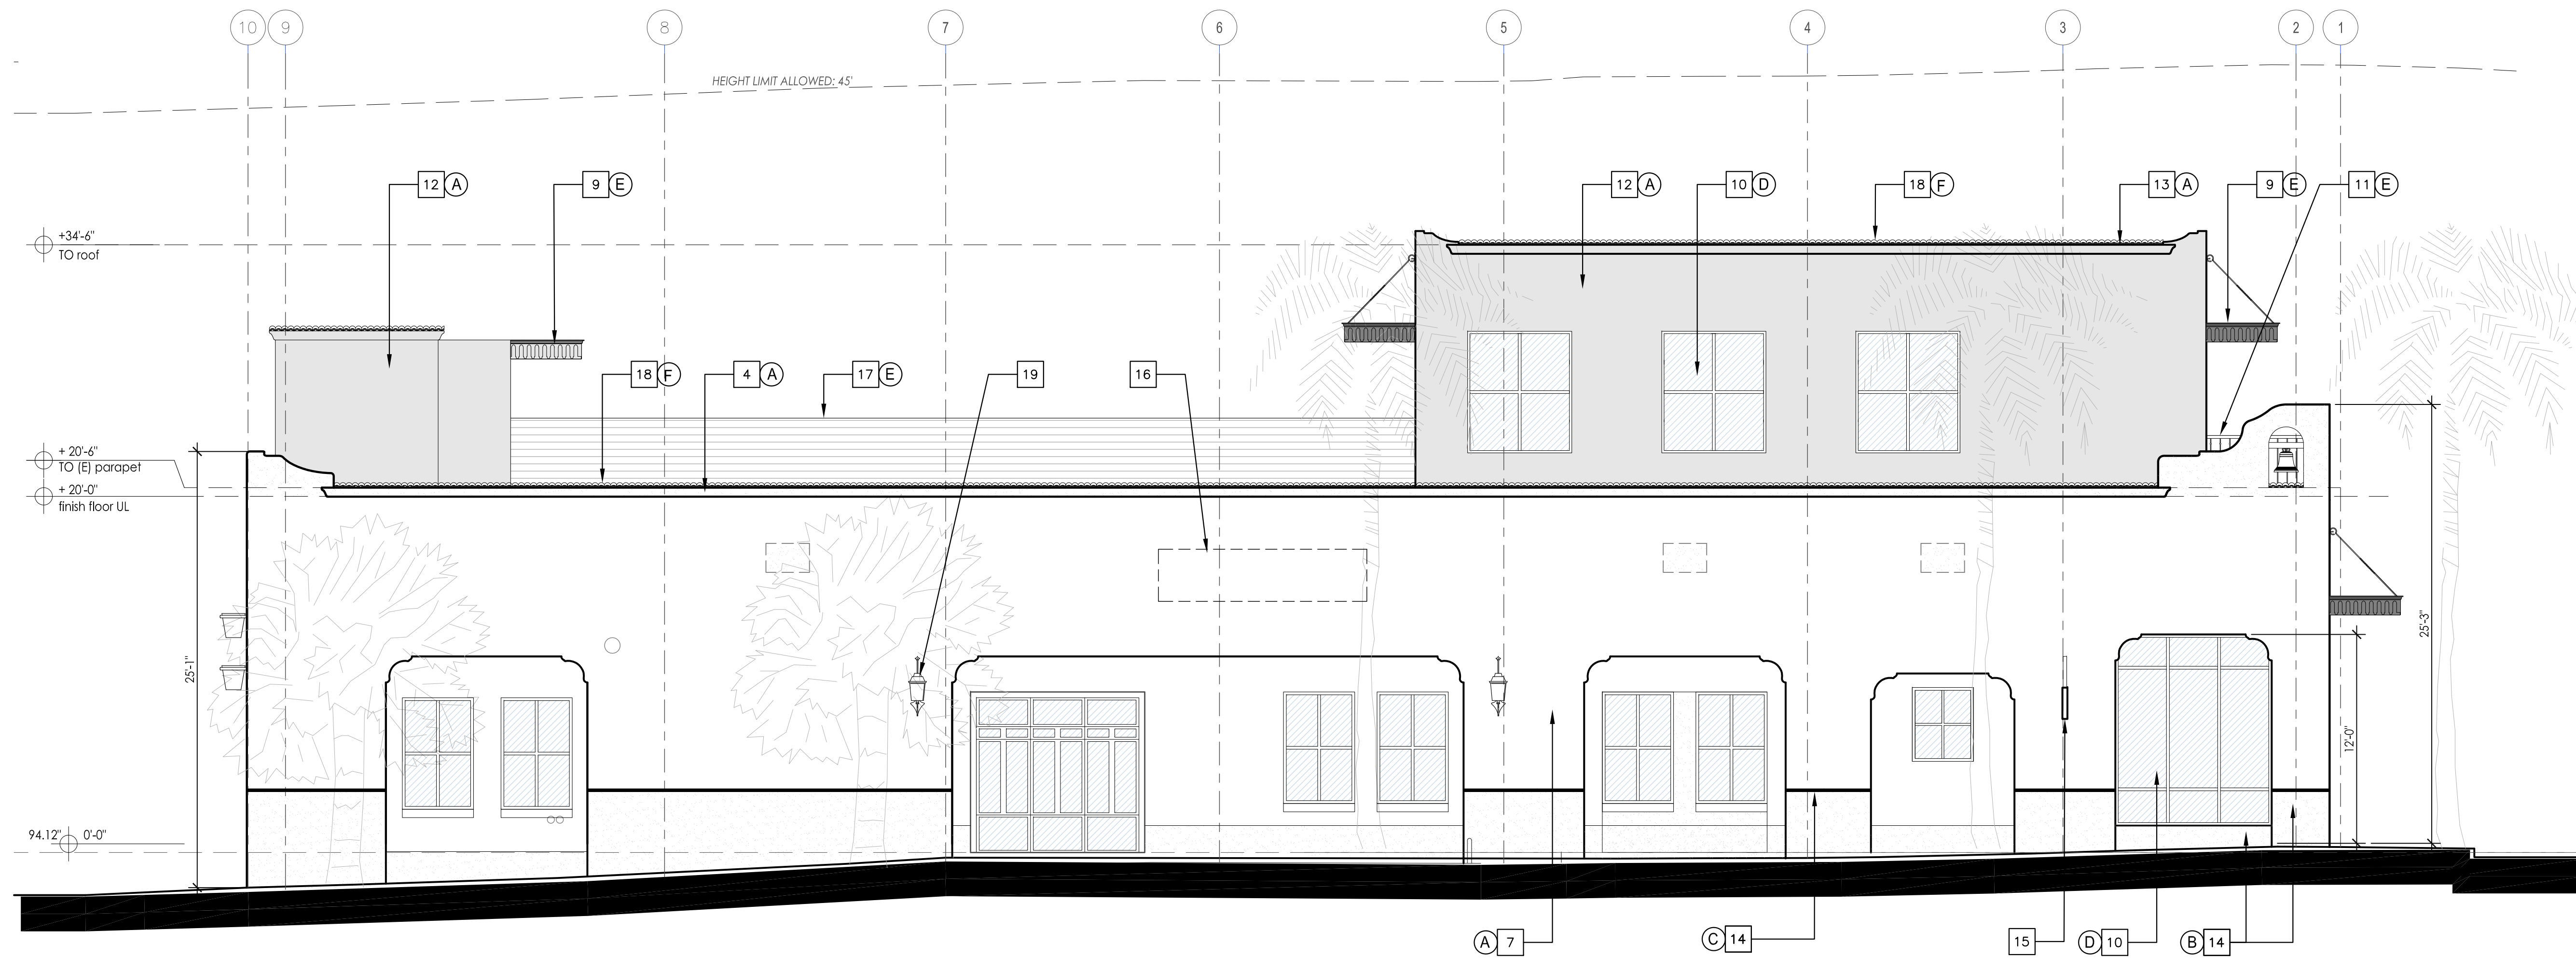 10 9 8 7 6 5 4 3 2 1
HEIGHT LIMIT ALLOWED: 45'
12 A
9 E
12 A
10 D
18 F
13 A
9 E
11 E
+34'-6"
TO roof
18 F
4 A
17 E
19
16
+ 20'-6"
TO (E) parapet
+ 20'-0"
finish floor UL
25'-1"
25'-3"
12'-0"
94.12" 0'-0"
A 7
C 14
15
D 10
B 14